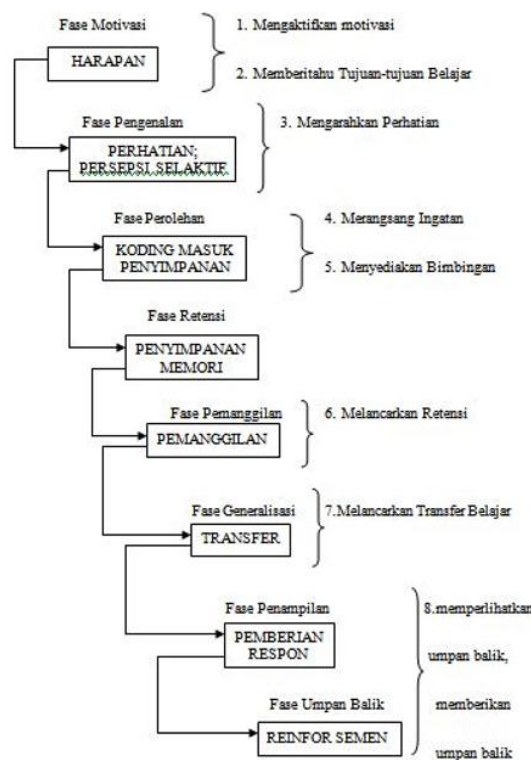 Fase Motivasi
HARAPAN
1. Mengaktifkan motivasi
2. Memberitahu Tujuan-tujuan Belajar
Fase Pengenalan
PERHATIAN;
PERSEPSI SELAKTIF
3. Mengarahkan Perhatian
Fase Perolehan
KODING MASUK
PENYIMPANAN
4. Merangsang Ingatan
5. Menyediakan Bimbingan
Fase Retensi
PENYIMPANAN
MEMORI
Fase Pemanggilan
PEMANGGILAN
6. Melancarkan Retensi
Fase Generalisasi
TRANSFER
7.Melancarkan Transfer Belajar
Fase Penampilan
PEMBERIAN
RESPON
Fase Umpan Balik
REINFOR SEMEN
8.memperlihatkan
umpan balik,
memberikan
umpan balik